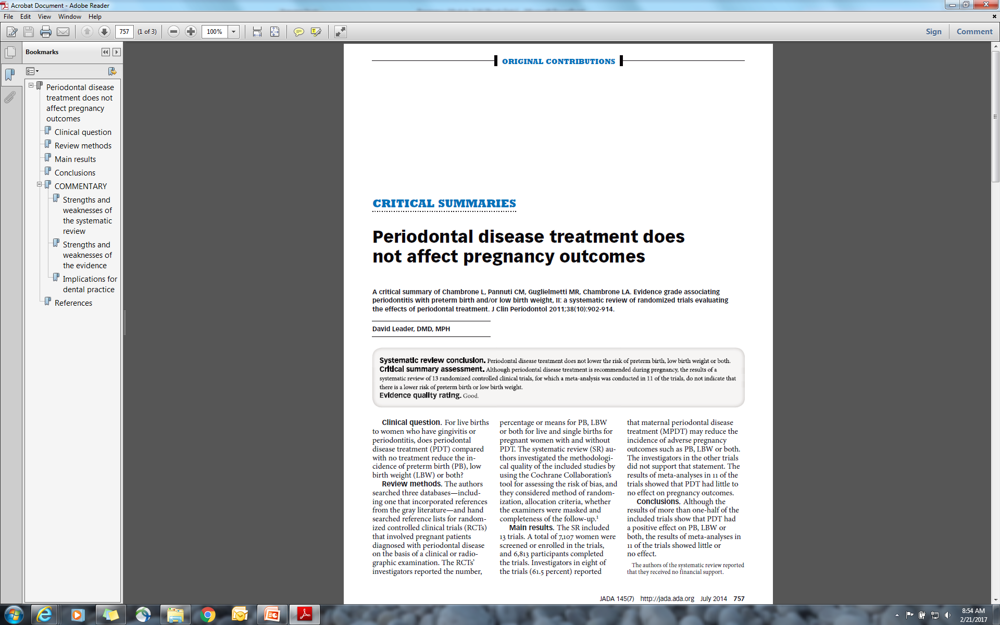 Acrobat Document - Adobe Reader
File Edit View Window Help
757 (1 of 3) 100% Sign Comment
Bookmarks
Periodontal disease
treatment does not
affect pregnancy
outcomes
Clinical question
Review methods
Main results
Conclusions
COMMENTARY
Strengths and
weaknesses of
the systematic
review
Strengths and
weaknesses of
the evidence
Implications for
dental practice
References
ORIGINAL CONTRIBUTIONS
CRITICAL SUMMARIES
Periodontal disease treatment does
not affect pregnancy outcomes
A critical summary of Chambrone L, Pannuti CM, Guglielmetti MR, Chambrone LA. Evidence grade associating
periodontitis with preterm birth and/or low birth weight, II: a systematic review of randomized trials evaluating
the effects of periodontal treatment. J Clin Periodontol 2011;38(10):902-914.
David Leader, DMD, MPH
Systematic review conclusion. Periodontal disease treatment does not lower the risk of preterm birth, low birth weight or both.
Critical summary assessment. Although periodontal disease treatment is recommended during pregnancy, the results of a
systematic review of 13 randomized controlled clinical trials, for which a meta-analysis was conducted in 11 of the trials, do not indicate that
there is a lower risk of preterm birth or low birth weight.
Evidence quality rating. Good.
Clinical question. For live births
to women who have gingivitis or
periodontitis, does periodontal
disease treatment (PDT) compared
with no treatment reduce the in-
cidence of preterm birth (PB), low
birth weight (LBW) or both?
Review methods. The authors
searched three databases—includ-
ing one that incorporated references
from the gray literature—and hand
searched reference lists for random-
ized controlled clinical trials (RCTs)
that involved pregnant patients
diagnosed with periodontal disease
on the basis of a clinical or radio-
graphic examination. The RCTs'
investigators reported the number,
percentage or means for PB, LBW
or both for live and single births for
pregnant women with and without
PDT. The systematic review (SR) au-
thors investigated the methodologi-
cal quality of the included studies by
using the Cochrane Collaboration's
tool for assessing the risk of bias, and
they considered method of random-
ization, allocation criteria, whether
the examiners were masked and
completeness of the follow-up.1
Main results. The SR included
13 trials. A total of 7,107 women were
screened or enrolled in the trials,
and 6,813 participants completed
the trials. Investigators in eight of
the trials (61.5 percent) reported
that maternal periodontal disease
treatment (MPDT) may reduce the
incidence of adverse pregnancy
outcomes such as PB, LBW or both.
The investigators in the other trials
did not support that statement. The
results of meta-analyses in 11 of the
trials showed that PDT had little to
no effect on pregnancy outcomes.
Conclusions. Although the
results of more than one-half of the
included trials show that PDT had
a positive effect on PB, LBW or
both, the results of meta-analyses in
11 of the trials showed little or
no effect.
The authors of the systematic review reported
that they received no financial support.
JADA 145(7) http://jada.ada.org July 2014 757
8:54 AM
2/21/2017